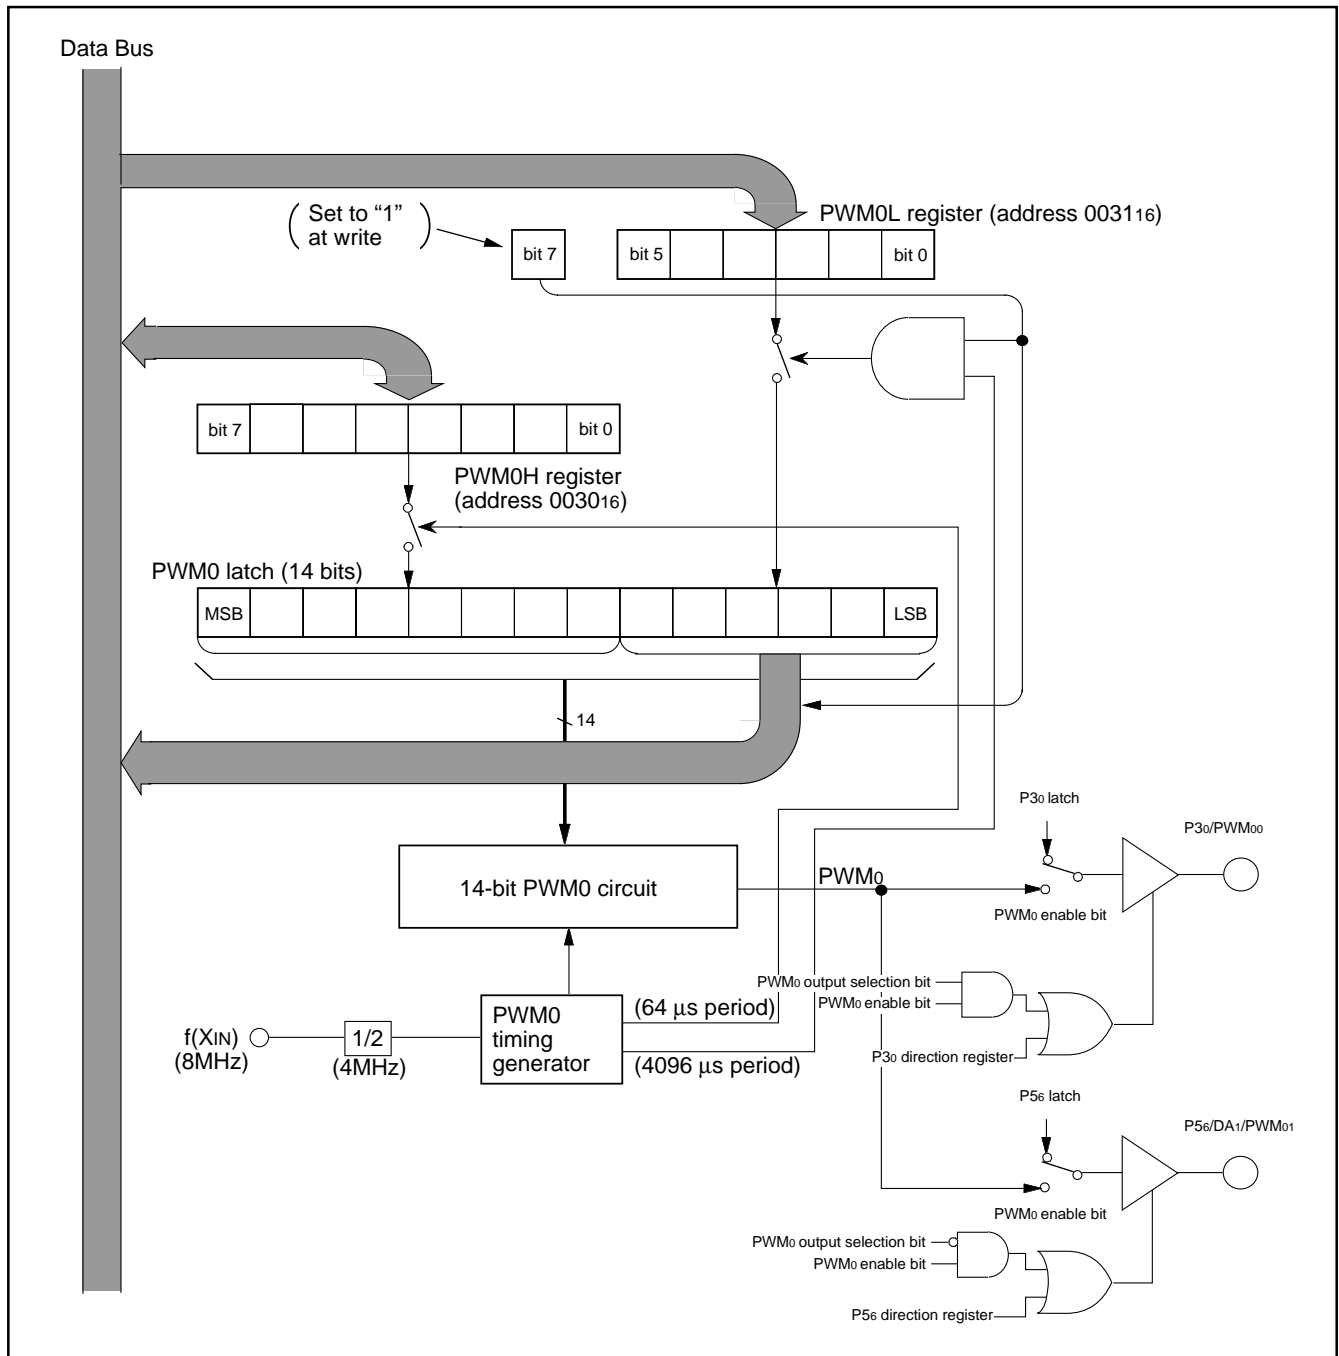 Data Bus
( Set to “1”
at write )
PWM0L register (address 003116)
bit 7
bit 5
bit 0
bit 7
bit 0
PWM0H register
(address 003016)
PWM0 latch (14 bits)
MSB
LSB
14
14-bit PWM0 circuit
PWM0
P30 latch
P30/PWM00
PWM0 enable bit
PWM0 output selection bit
PWM0 enable bit
P30 direction register
f(XIN)
(8MHz)
1/2
(4MHz)
PWM0
timing
generator
(64 μs period)
(4096 μs period)
P56 latch
P56/DA1/PWM01
PWM0 enable bit
PWM0 output selection bit
PWM0 enable bit
P56 direction register